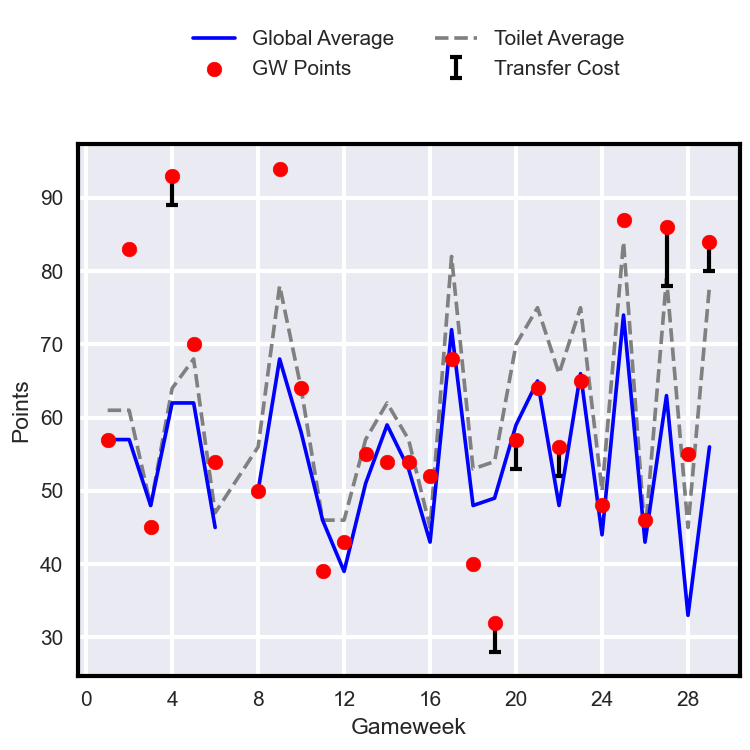 Global Average
Toilet Average
GW Points
Transfer Cost
90
80
70
60
50
40
30
Points
0 4 8 12 16 20 24 28
Gameweek